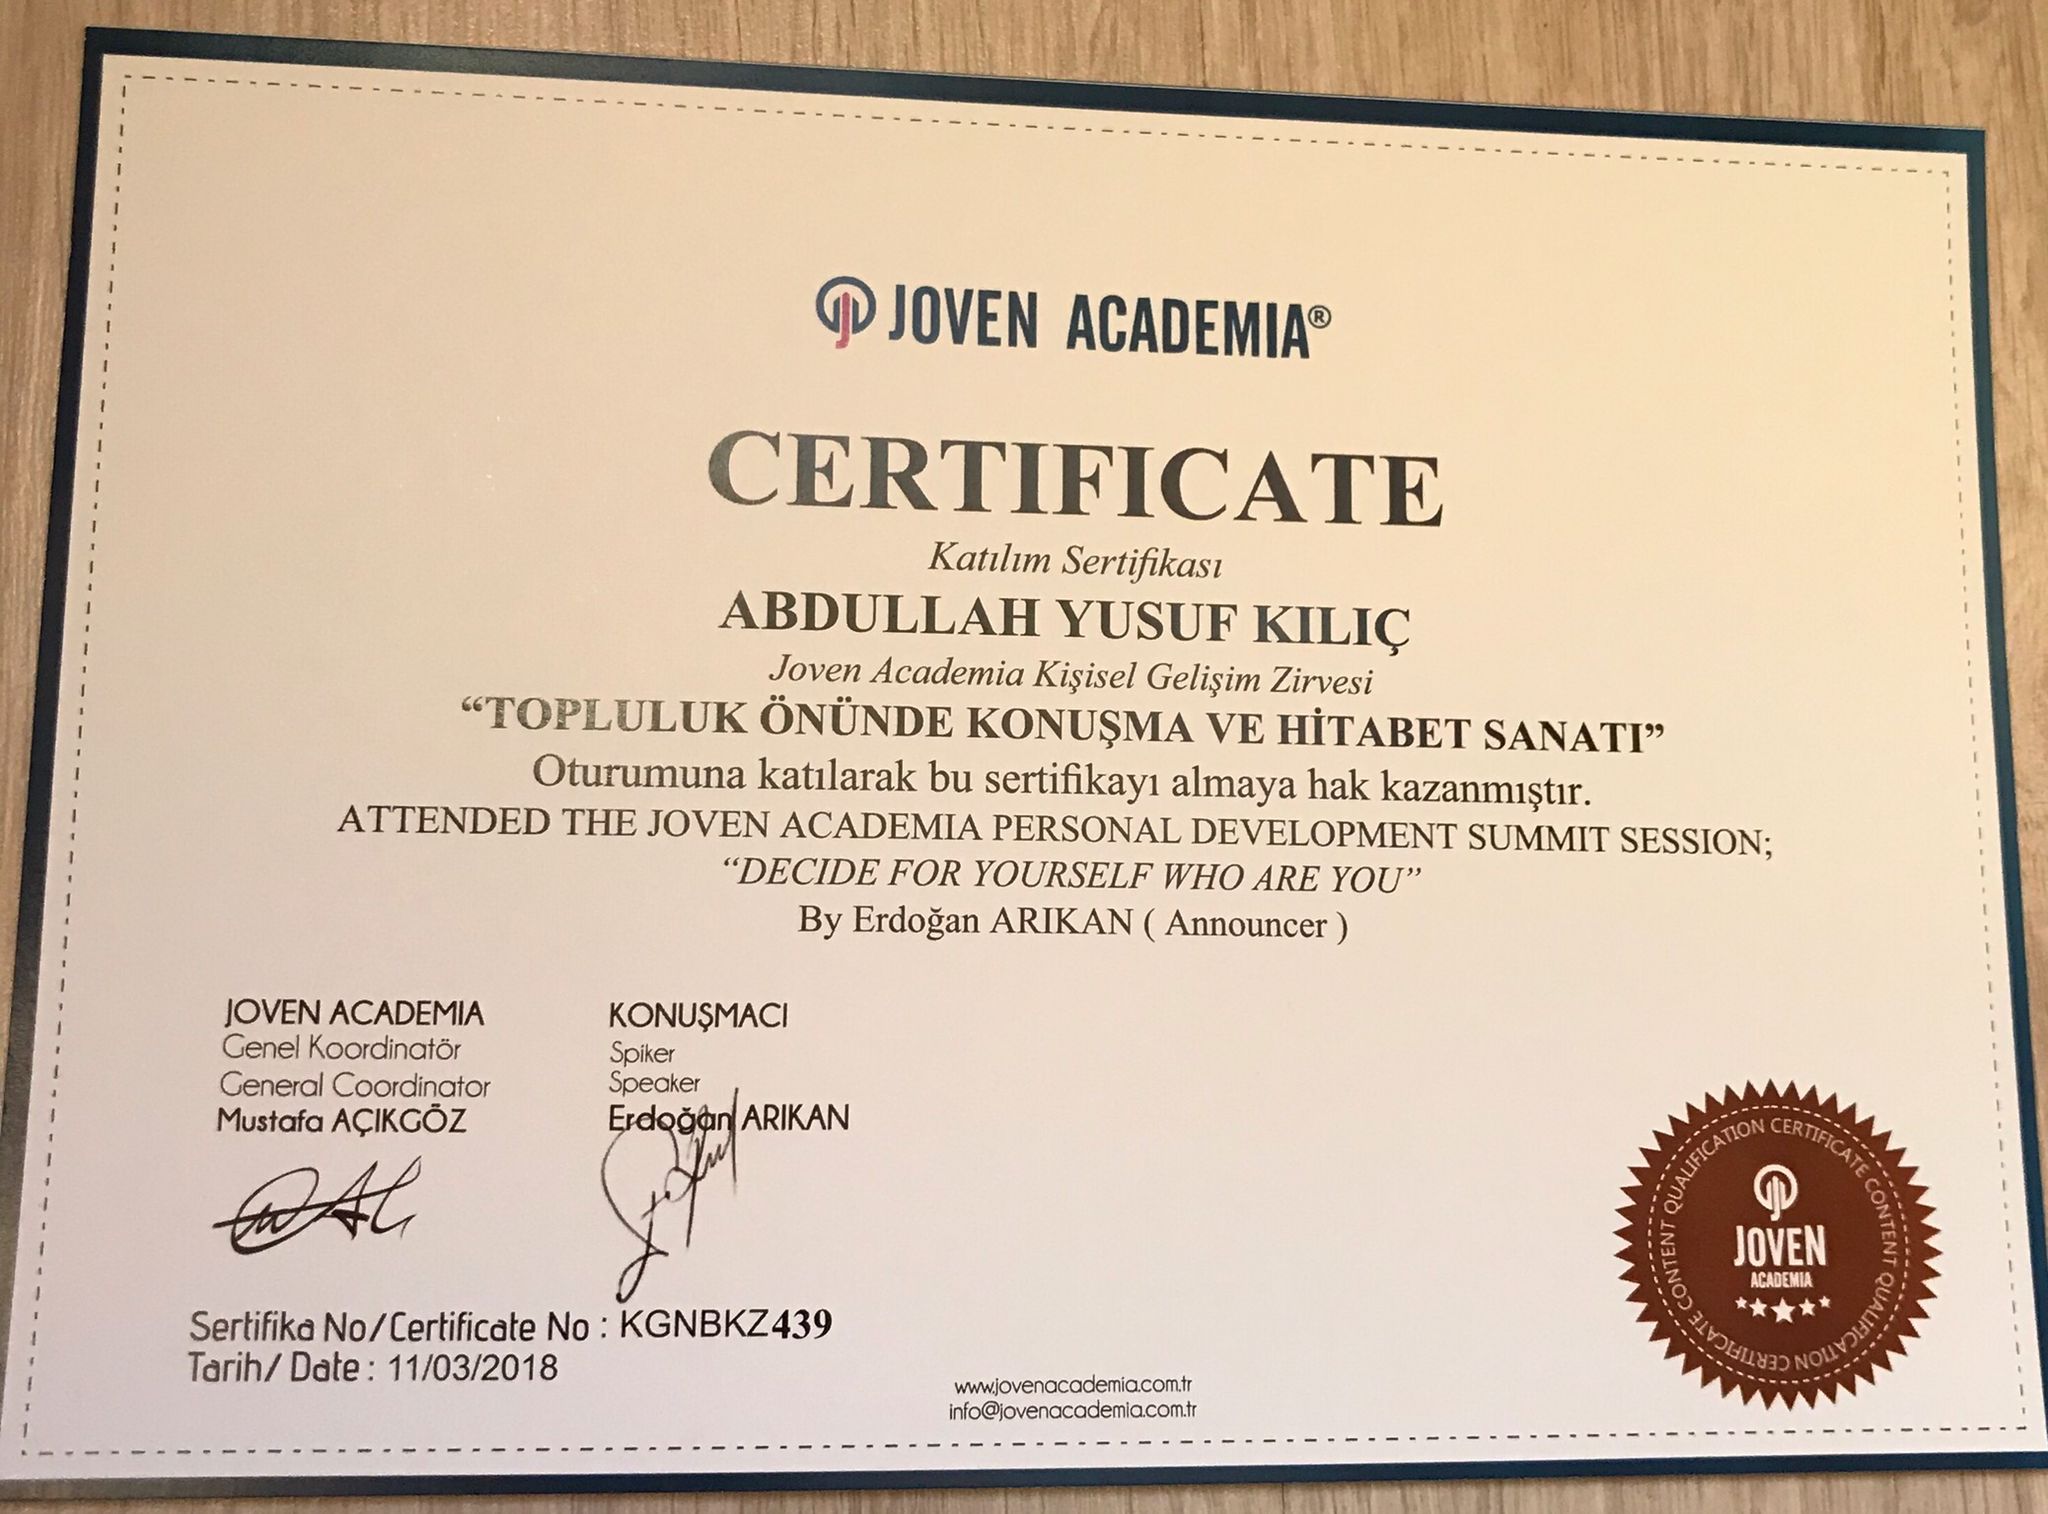 JOVEN ACADEMIA®
CERTIFICATE
Katılım Sertifikası
ABDULLAH YUSUF KILIÇ
Joven Academia Kişisel Gelişim Zirvesi
“TOPLULUK ÖNÜNDE KONUŞMA VE HİTABET SANATI”
Oturumuna katılarak bu sertifikayı almaya hak kazanmıştır.
ATTENDED THE JOVEN ACADEMIA PERSONAL DEVELOPMENT SUMMIT SESSION;
“DECIDE FOR YOURSELF WHO ARE YOU”
By Erdoğan ARIKAN ( Announcer )
JOVEN ACADEMIA
Genel Koordinatör
General Coordinator
Mustafa AÇIKGÖZ
KONUŞMACI
Spiker
Speaker
Erdoğan ARIKAN
Sertifika No/Certificate No : KGNBKZ439
Tarih/ Date : 11/03/2018
www.jovenacademia.com.tr
info@jovenacademia.com.tr
CERTIFICATE CONTENT QUALIFICATION CERTIFICATE CONTENT QUALIFICATION
JOVEN
ACADEMIA